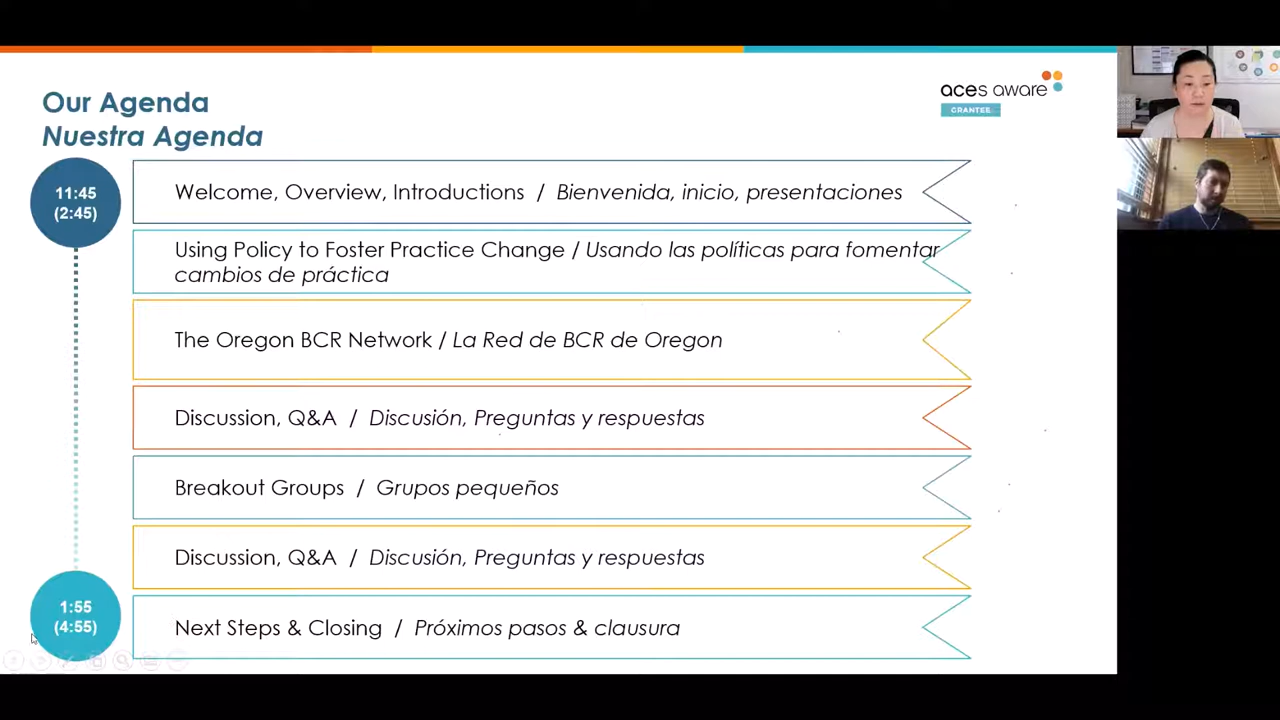 Our Agenda
Nuestra Agenda
aces aware
GRANTEE
11:45
(2:45)
Welcome, Overview, Introductions / Bienvenida, inicio, presentaciones
Using Policy to Foster Practice Change / Usando las políticas para fomentar
cambios de práctica
The Oregon BCR Network / La Red de BCR de Oregon
Discussion, Q&A / Discusión, Preguntas y respuestas
Breakout Groups / Grupos pequeños
Discussion, Q&A / Discusión, Preguntas y respuestas
1:55
(4:55)
Next Steps & Closing / Próximos pasos & clausura